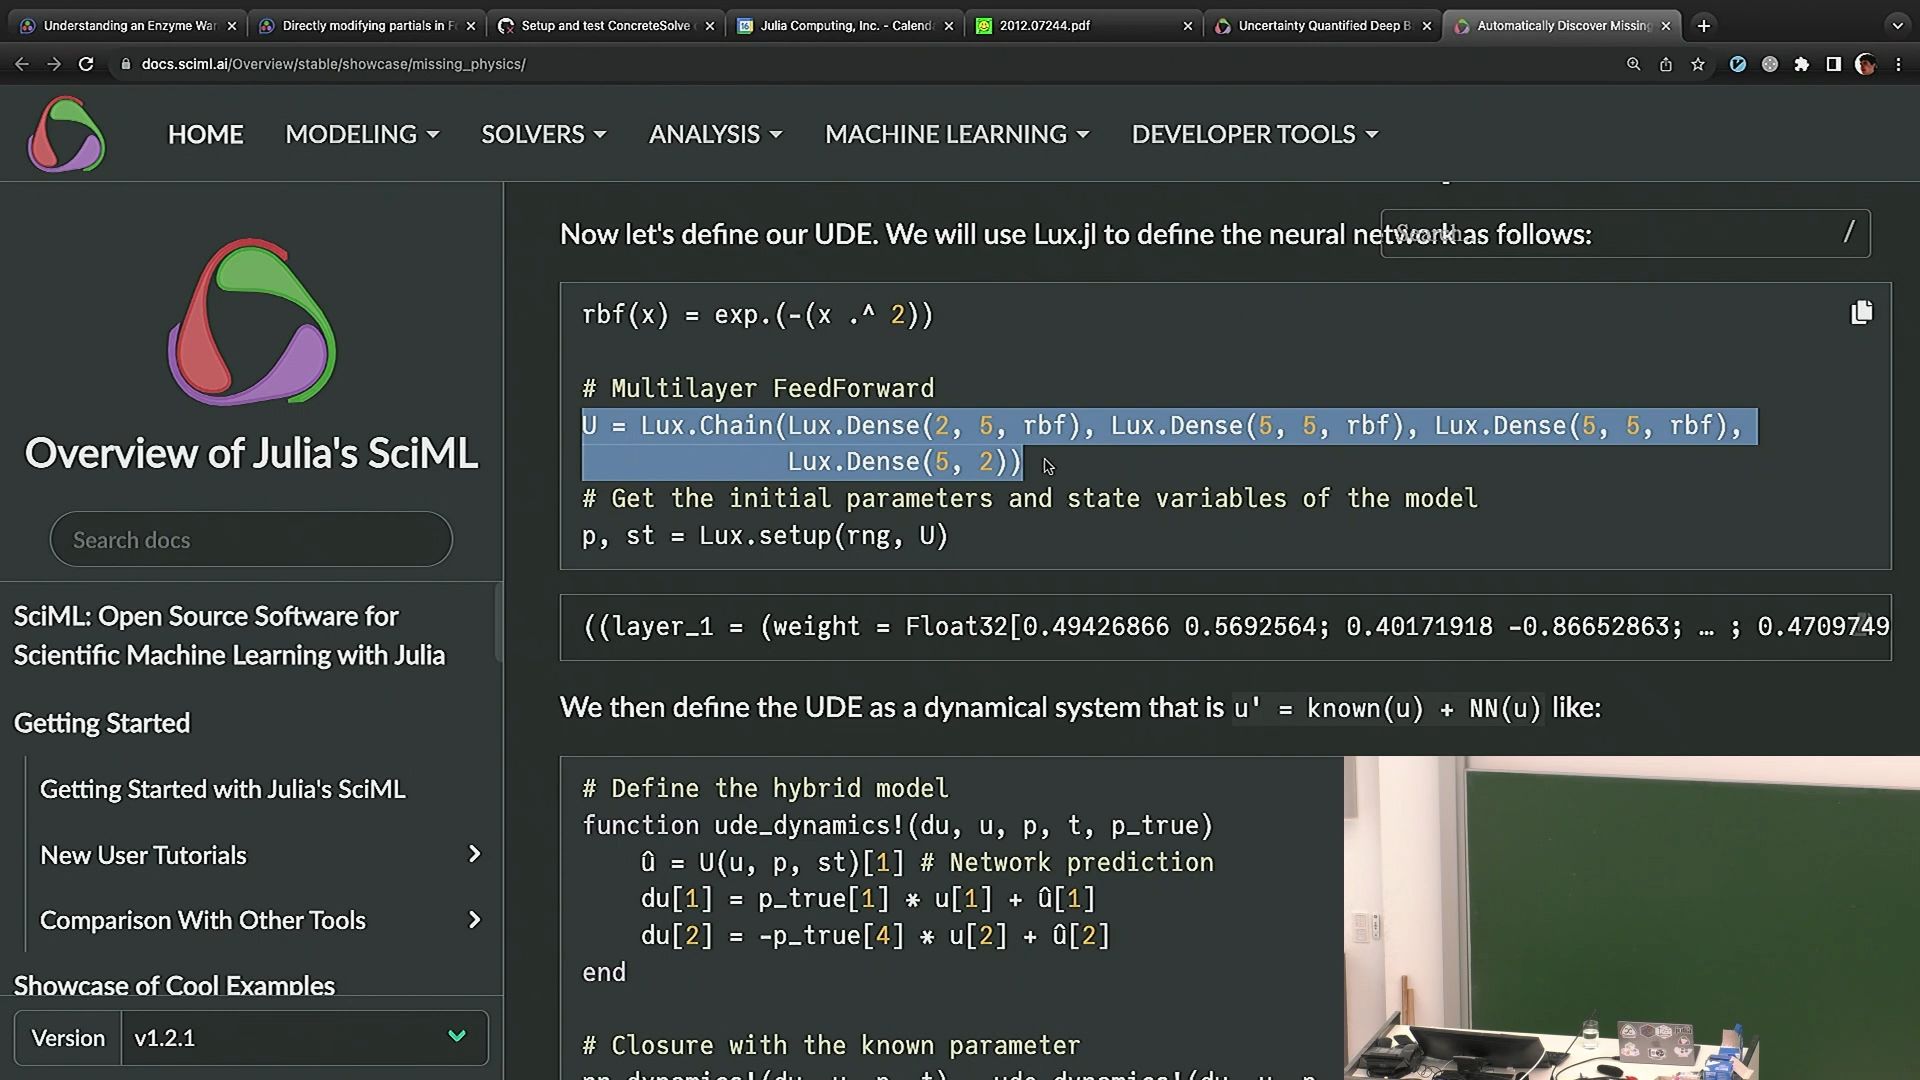 Understanding an Enzyme War
Directly modifying partials in F
Setup and test ConcreteSolve
Julia Computing, Inc. - Calenda
2012.07244.pdf
Uncertainty Quantified Deep B
Automatically Discover Missing
docs.sciml.ai/Overview/stable/showcase/missing_physics/
HOME MODELING SOLVERS ANALYSIS MACHINE LEARNING DEVELOPER TOOLS
Overview of Julia's SciML
Search docs
SciML: Open Source Software for
Scientific Machine Learning with Julia
Getting Started
Getting Started with Julia's SciML
New User Tutorials
Comparison With Other Tools
Showcase of Cool Examples
Version v1.2.1
Now let's define our UDE. We will use Lux.jl to define the neural network as follows:
Search... /
rbf(x) = exp.(-(x .^ 2))
# Multilayer FeedForward
U = Lux.Chain(Lux.Dense(2, 5, rbf), Lux.Dense(5, 5, rbf), Lux.Dense(5, 5, rbf),
Lux.Dense(5, 2))
# Get the initial parameters and state variables of the model
p, st = Lux.setup(rng, U)
((layer_1 = (weight = Float32[0.49426866 0.5692564; 0.40171918 -0.86652863; … ; 0.4709749
We then define the UDE as a dynamical system that is u' = known(u) + NN(u) like:
# Define the hybrid model
function ude_dynamics!(du, u, p, t, p_true)
û = U(u, p, st)[1] # Network prediction
du[1] = p_true[1] * u[1] + û[1]
du[2] = -p_true[4] * u[2] + û[2]
end
# Closure with the known parameter